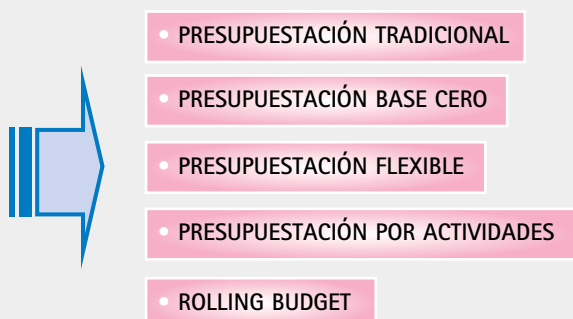 • PRESUPUESTACIÓN TRADICIONAL
• PRESUPUESTACIÓN BASE CERO
• PRESUPUESTACIÓN FLEXIBLE
• PRESUPUESTACIÓN POR ACTIVIDADES
• ROLLING BUDGET